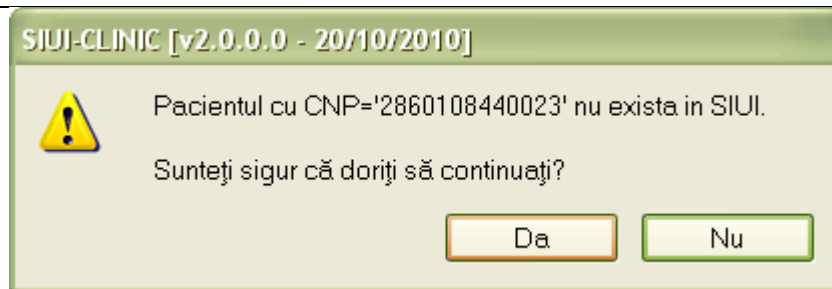 SIUI-CLINIC [v2.0.0.0 - 20/10/2010]
Pacientul cu CNP='2860108440023' nu exista in SIUI.
Sunteţi sigur că doriţi să continuaţi?
Da
Nu